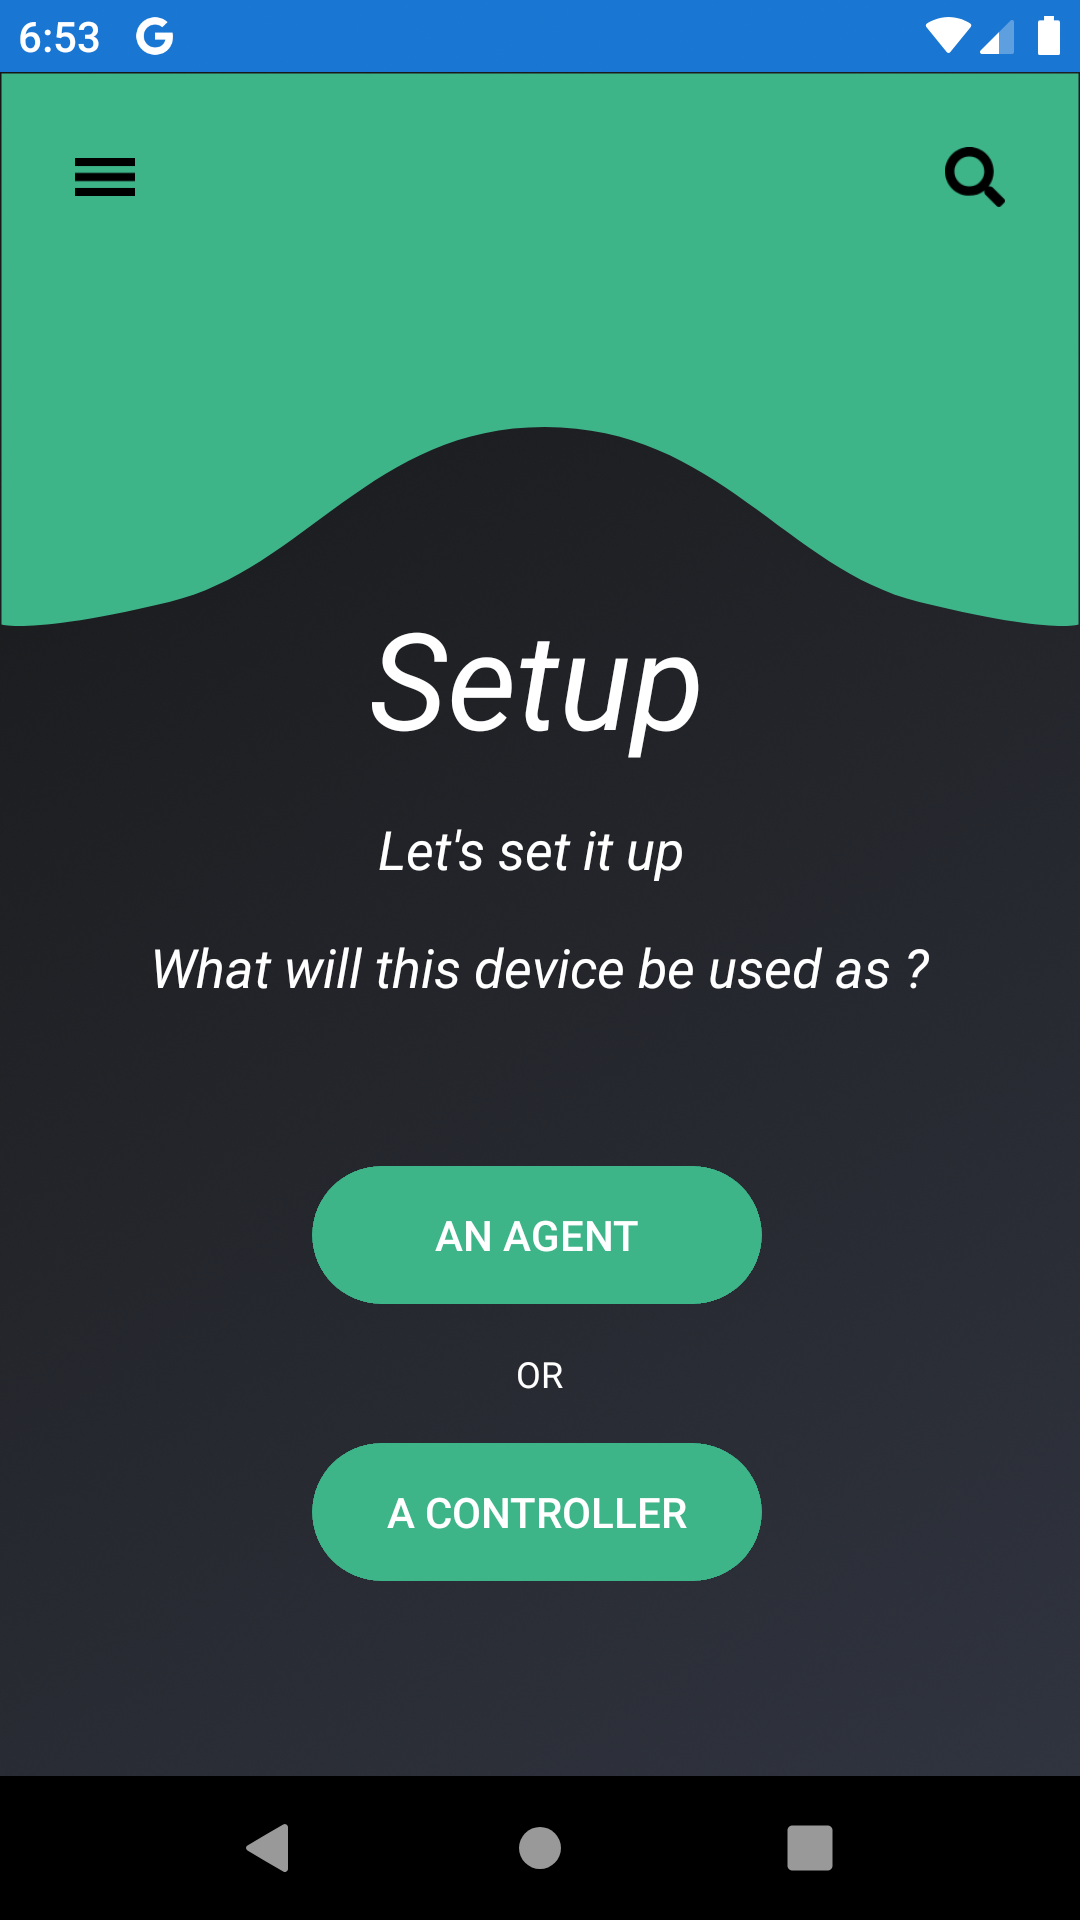 6:53 G
Setup
Let's set it up
What will this device be used as ?
AN AGENT
OR
A CONTROLLER